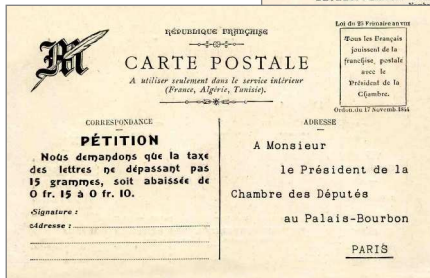 RÉPUBLIQUE FRANÇAISE
CARTE POSTALE
A utiliser seulement dans le service intérieur
(France, Algérie, Tunisie).
Loi du 25 Frimaire an VIII
Tous les Français
jouissent de la
franchise, postale
avec le
Président de la
Chambre.
Ordon. du 17 Novemb. 1844
CORRESPONDANCE
PÉTITION
Nous demandons que la taxe
des lettres ne dépassant pas
15 grammes, soit abaissée de
0 fr. 15 à 0 fr. 10.
Signature :
Adresse :
ADRESSE
A Monsieur
le Président de la
Chambre des Députés
au Palais-Bourbon
PARIS